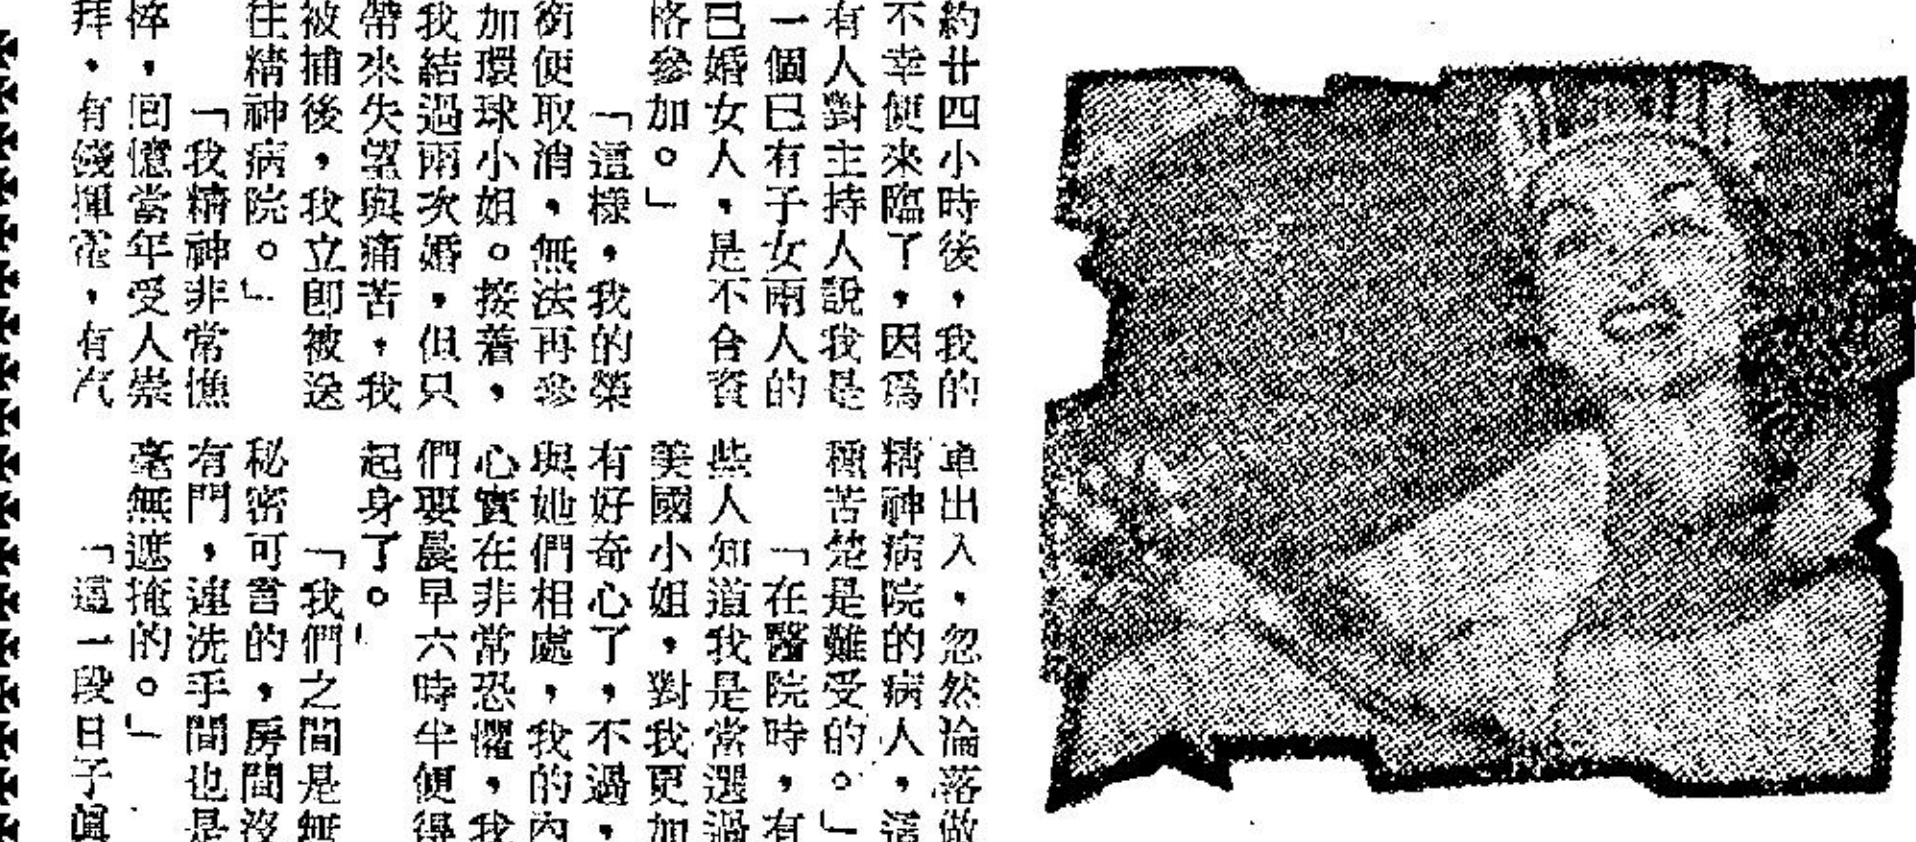 約廿四小時後，我的
不幸便來臨了，因爲
有人對主持人說我是
一個已有子女兩人的
已婚女人，是不合資
格參加。」
「這樣，我的榮
銜便取消，無法再參
加環球小姐。接着，
我結過兩次婚，但只
帶來失望與痛苦，我
被捕後，我立卽被送
往精神病院。」
「我精神非常憔
悴，回憶當年受人崇
拜，有錢揮霍，有汽
車出入，忽然淪落做
精神病院的病人，這
種苦楚是難受的。」
「在醫院時，有
些人知道我是當選過
美國小姐，對我更加
有好奇心了，不過，
與她們相處，我的內
心實在非常恐懼，我
們要晨早六時半便得
起身了。」
「我們之間是無
秘密可言的，房間沒
有門，連洗手間也是
毫無遮掩的。」
「這一段日子眞